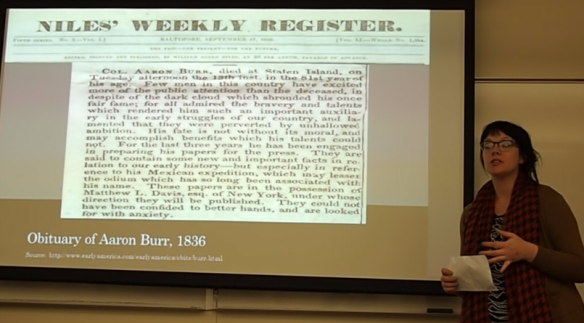 NILES' WEEKLY REGISTER.
BALTIMORE, SEPTEMBER
THE PAST—THE PRESENT—FOR THE FUTURE.
Col. Aaron Burr, died at Staten Island, on
Tuesday afternoon the inst. in the 81st year of
his age. Few men in this country have excited
more of the public attention than the deceased, in
despite of the dark cloud which shrouded his once
fair fame; for all admired the bravery and talents
which rendered him such an important auxilia-
ry in the early struggles of our country, and la-
mented that they were perverted by unhallowed
ambition. His fate is not without its moral, and
may accomplish benefits which his talents could
not. For the last three years he has been engaged
in preparing his papers for the press. They are
said to contain some new and important facts in re-
lation to our early history—but especially in refer-
ence to his Mexican expedition, which may lessen
the odium which has so long been associated with
his name. These papers are in the possession of
Matthew L. Davis, esq. of New York, under whose
direction they will be published. They could not
have been confided to better hands, and are looked
for with anxiety.
Obituary of Aaron Burr, 1836
Source: http://www.earlyamerica.com/earlyamerica/obits/burr.html